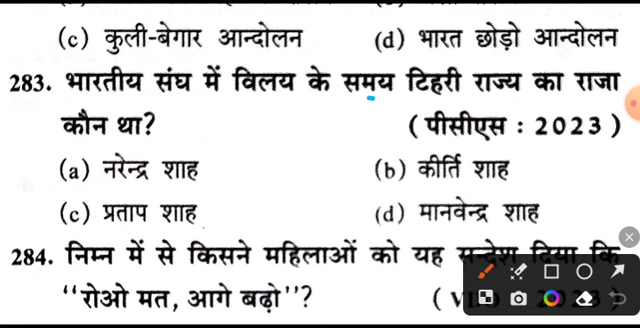 (c) कुली-बेगार आन्दोलन (d) भारत छोड़ो आन्दोलन
283. भारतीय संघ में विलय के समय टिहरी राज्य का राजा
कौन था? (पीसीएस : 2023)
(a) नरेन्द्र शाह (b) कीर्ति शाह
(c) प्रताप शाह (d) मानवेन्द्र शाह
284. निम्न में से किसने महिलाओं को यह सन्देश दिया कि
‘‘रोओ मत, आगे बढ़ो’’?